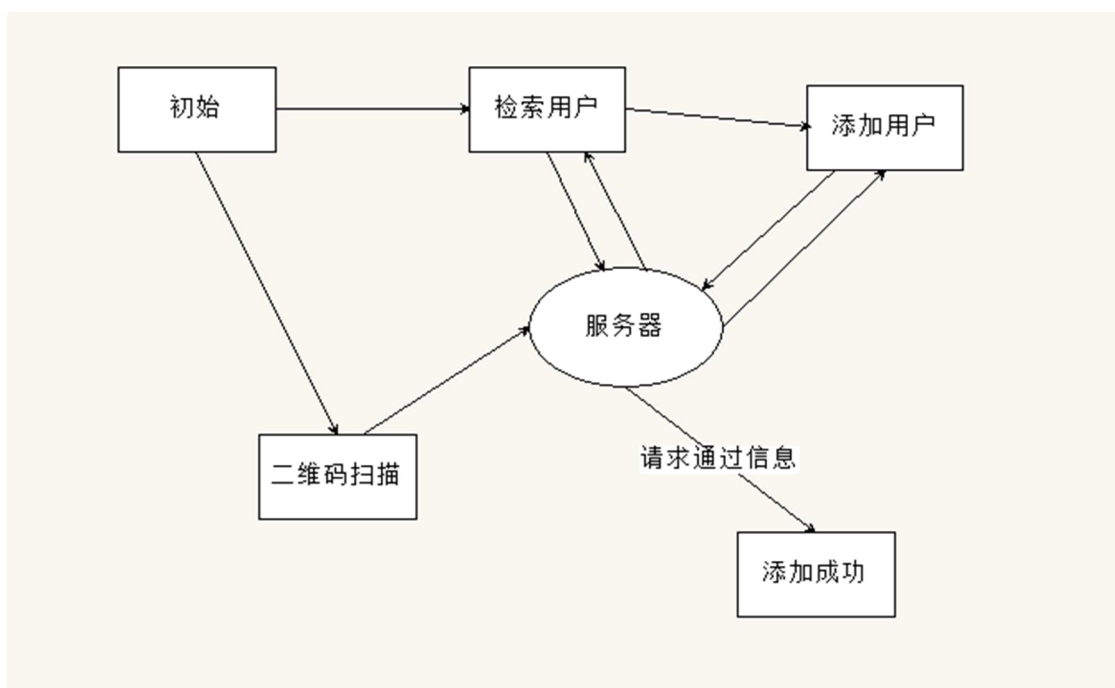 初始
检索用户
添加用户
服务器
请求通过信息
二维码扫描
添加成功